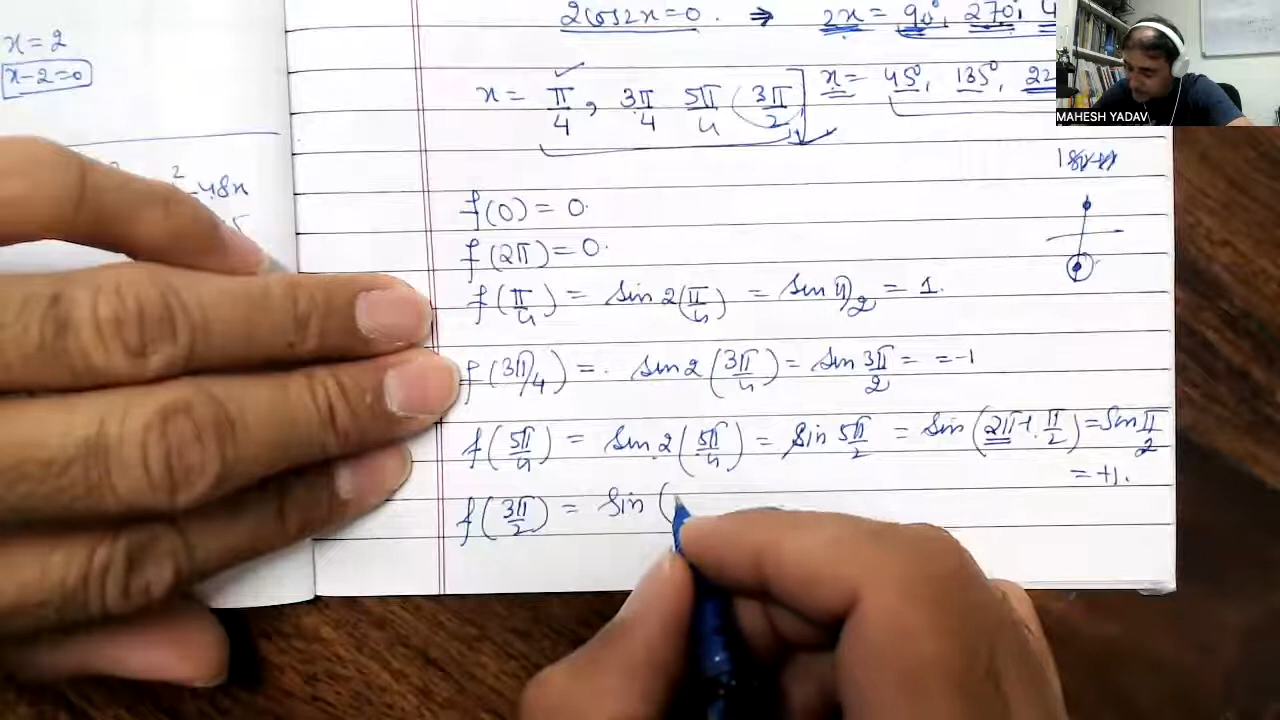 2cos2x=0. ⇒ 2x = 90°, 270°, 4
x=2
x-2=0
x = π/4, 3π/4 5π/4 (3π/2) x= 45°, 135°, 22
MAHESH YADAV
2 -48x
f(0) = 0.
f(2π)=0.
f(π/4) = Sin 2(π/4) = Sin π/2 = 1.
f(3π/4) = . Sin 2(3π/4) = Sin 3π/2 = =-1
f(5π/4) = Sin 2(5π/4) = Sin 5π/2 = Sin(2π+π/2) = Sin π/2
= +1.
f(3π/2) = Sin (